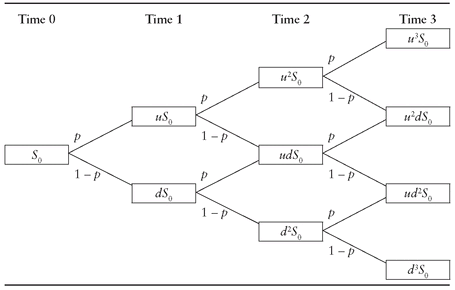 Time 0 Time 1 Time 2 Time 3
u³S₀
p
u²S₀
p 1 – p
uS₀ u²dS₀
p 1 – p p
S₀ udS₀
1 – p p 1 – p
dS₀ ud²S₀
1 – p p
d²S₀
1 – p
d³S₀